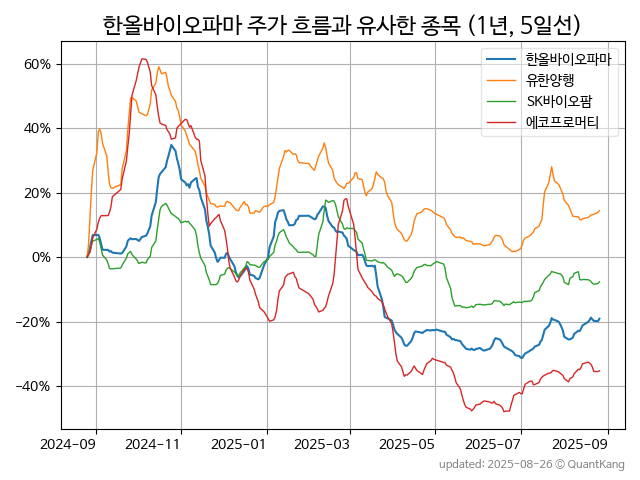 한올바이오파마 주가 흐름과 유사한 종목 (1년, 5일선)
한올바이오파마
유한양행
SK바이오팜
에코프로머티
60%
40%
20%
0%
−20%
−40%
2024-09 2024-11 2025-01 2025-03 2025-05 2025-07 2025-09
updated: 2025-08-26 © QuantKang